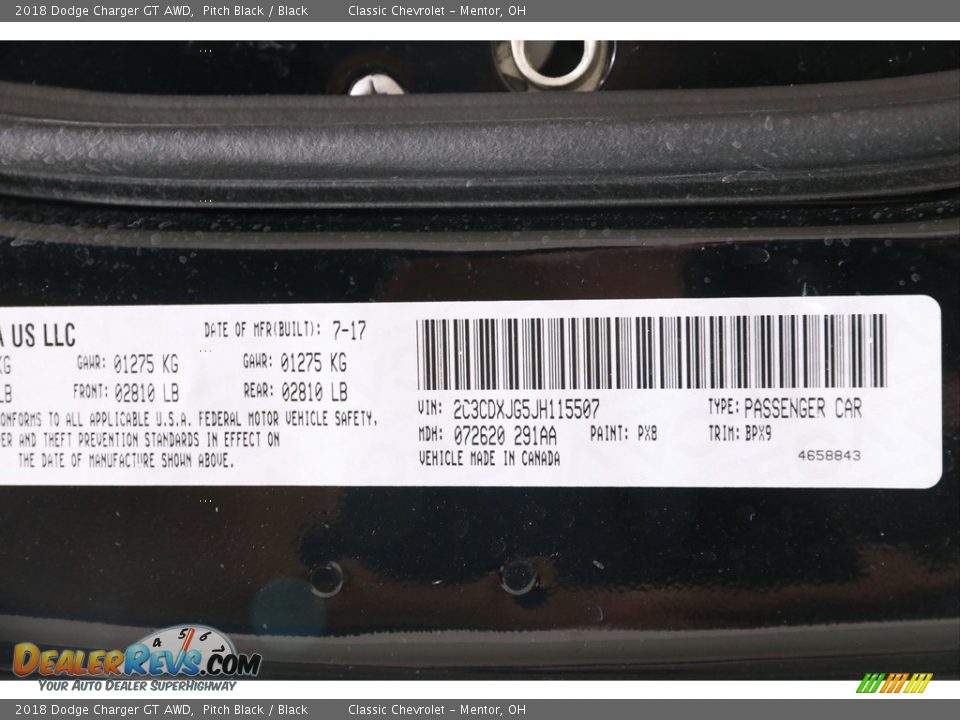 2018 Dodge Charger GT AWD, Pitch Black / Black Classic Chevrolet - Mentor, OH
A US LLC DATE OF MFR(BUILT): 7-17
KG GAWR: 01275 KG GAWR: 01275 KG
LB FRONT: 02810 LB REAR: 02810 LB
ONFORMS TO ALL APPLICABLE U.S.A. FEDERAL MOTOR VEHICLE SAFETY,
ER AND THEFT PREVENTION STANDARDS IN EFFECT ON
THE DATE OF MANUFACTURE SHOWN ABOVE.
VIN: 2C3CDXJG5JH115507 TYPE: PASSENGER CAR
MDH: 072620 291AA PAINT: PX8 TRIM: BPX9
VEHICLE MADE IN CANADA 4658843
4 5 6
DEALERREVS.COM
YOUR AUTO DEALER SUPERHIGHWAY
2018 Dodge Charger GT AWD, Pitch Black / Black Classic Chevrolet - Mentor, OH